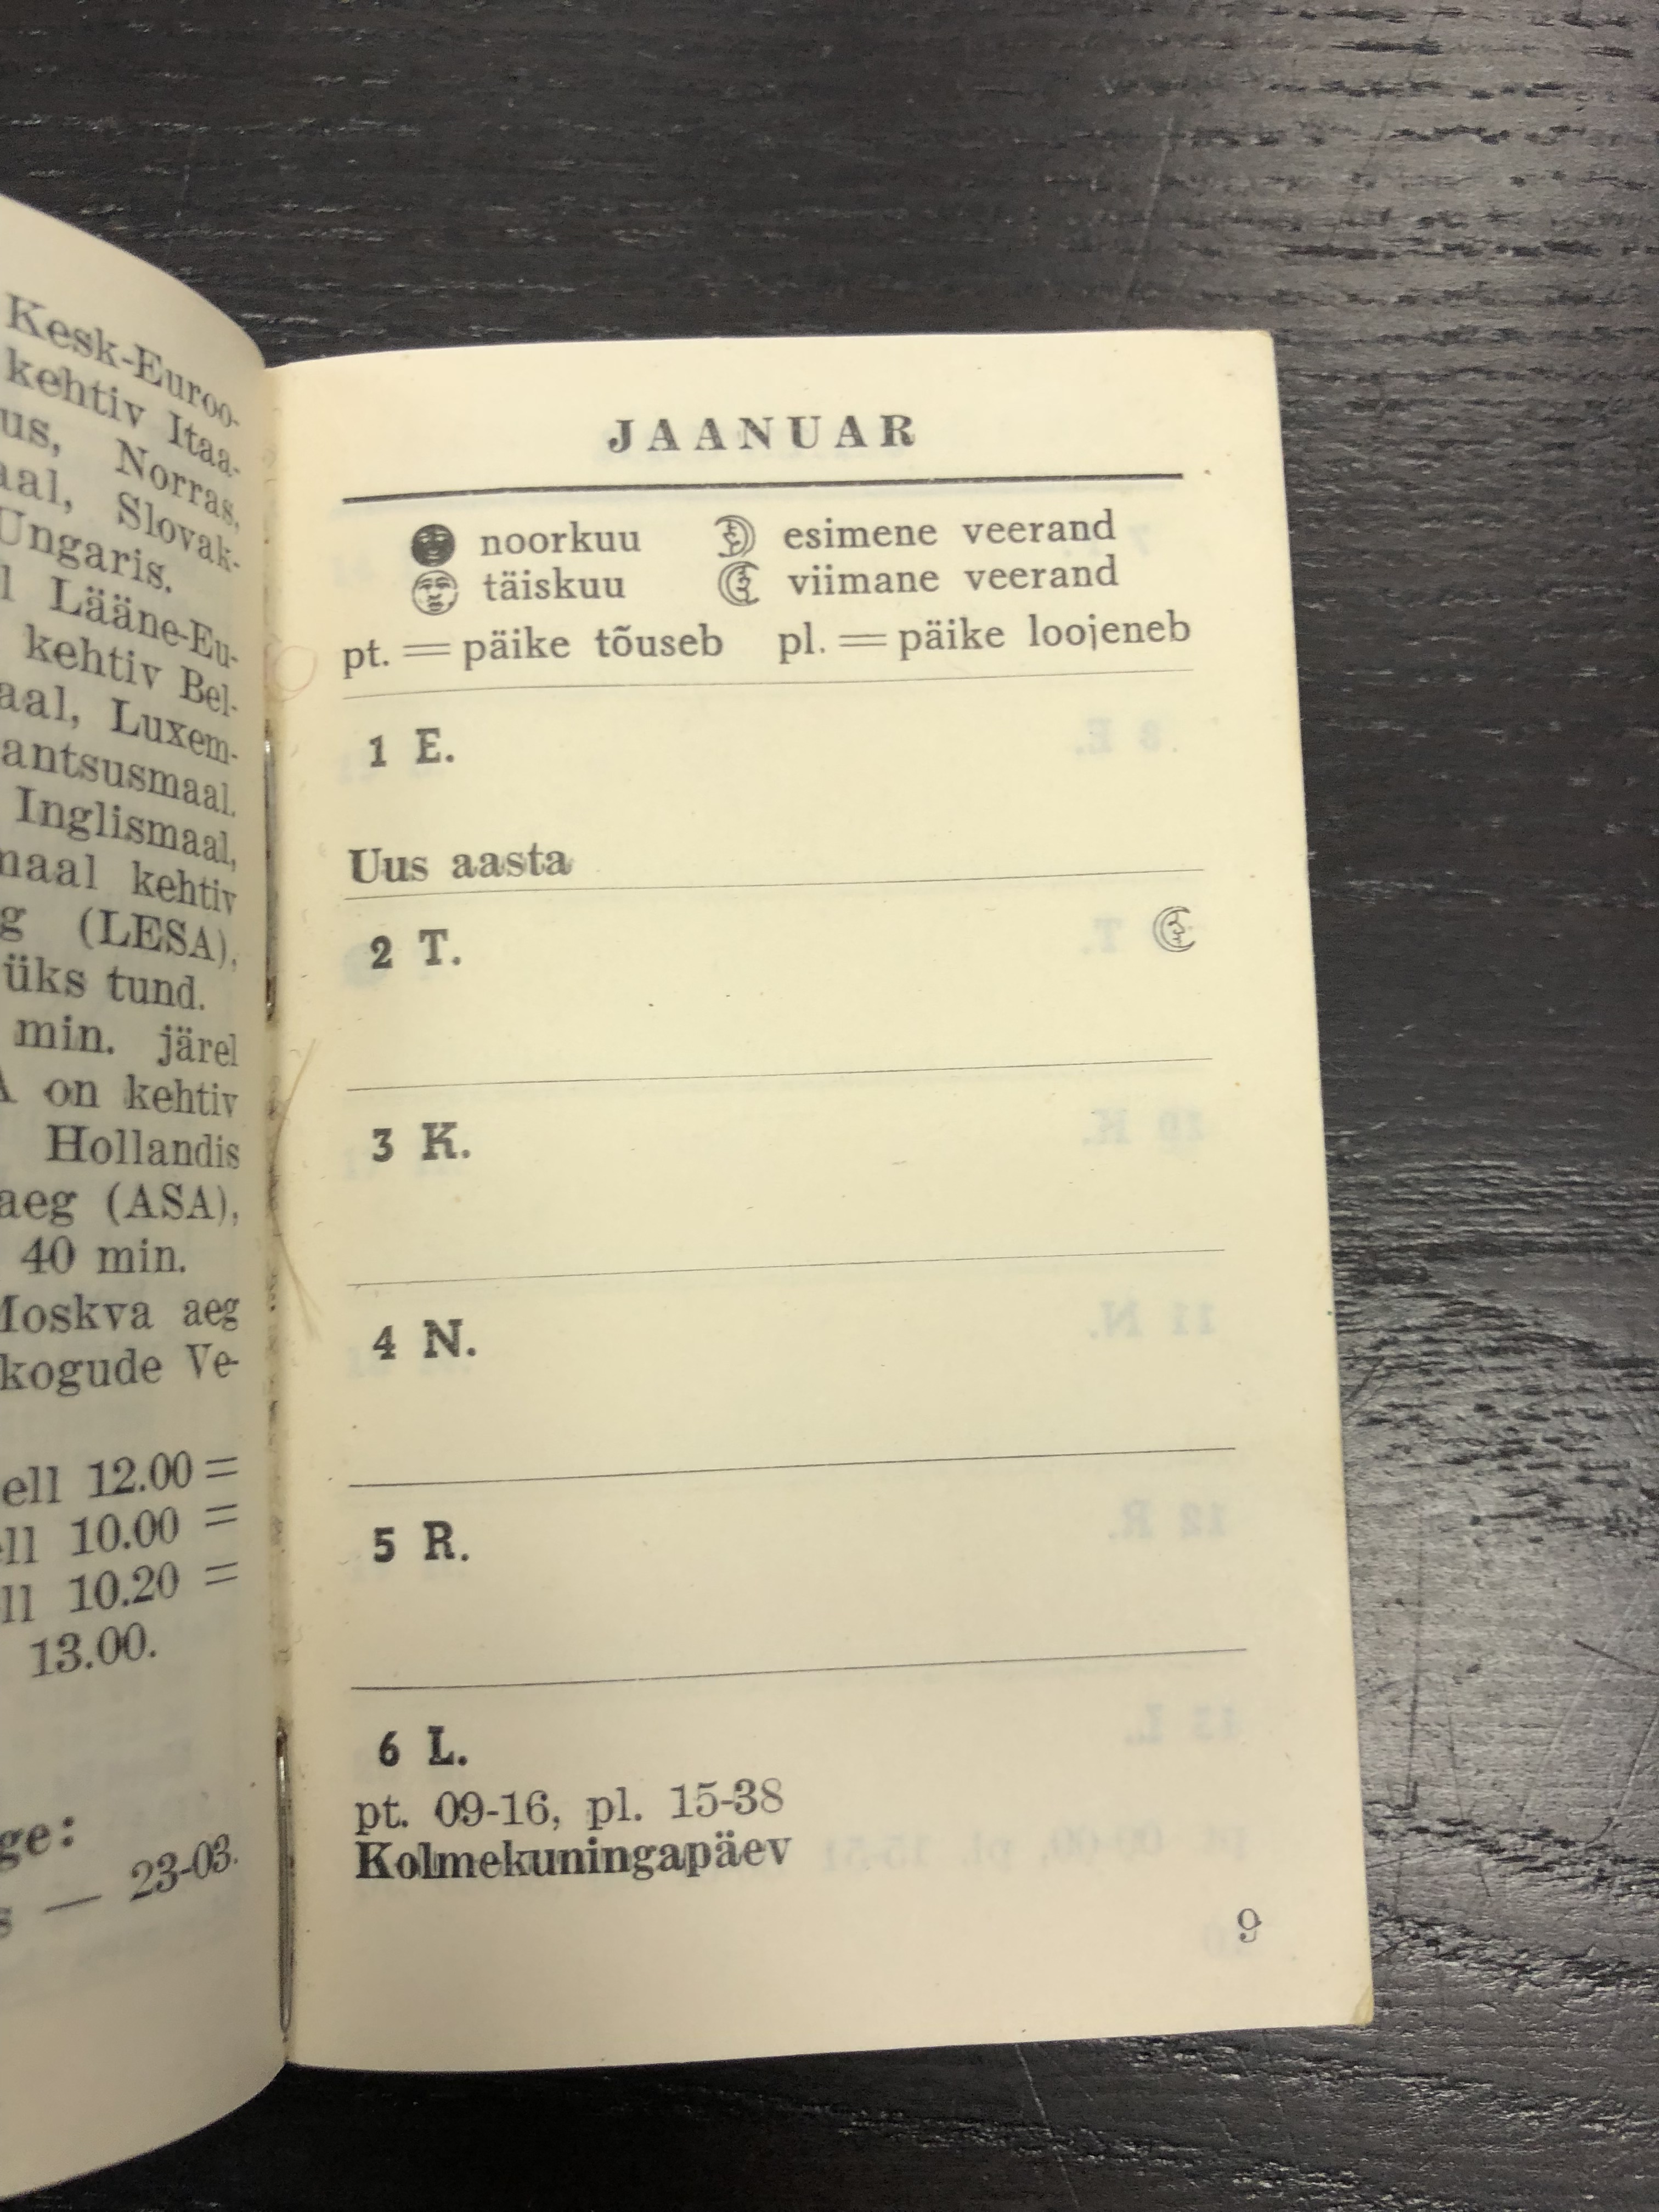 Kesk-Euroo-
kehtiv Itaa-
us, Norras,
aal, Slovak-
Ungaris.
l Lääne-Eu-
kehtiv Bel-
aal, Luxem-
antsusmaal.
Inglismaal,
maal kehtiv
g (LESA),
üks tund.
min. järel
A on kehtiv
Hollandis
aeg (ASA),
40 min.
Moskva aeg
kogude Ve-
ell 12.00 =
ell 10.00 =
ll 10.20 =
13.00.
ge:
s — 23-03.
JAANUAR
noorkuu esimene veerand
täiskuu viimane veerand
pt. = päike tõuseb pl. = päike loojeneb
1 E.
Uus aasta
2 T.
3 K.
4 N.
5 R.
6 L.
pt. 09-16, pl. 15-38
Kolmekuningapäev
9